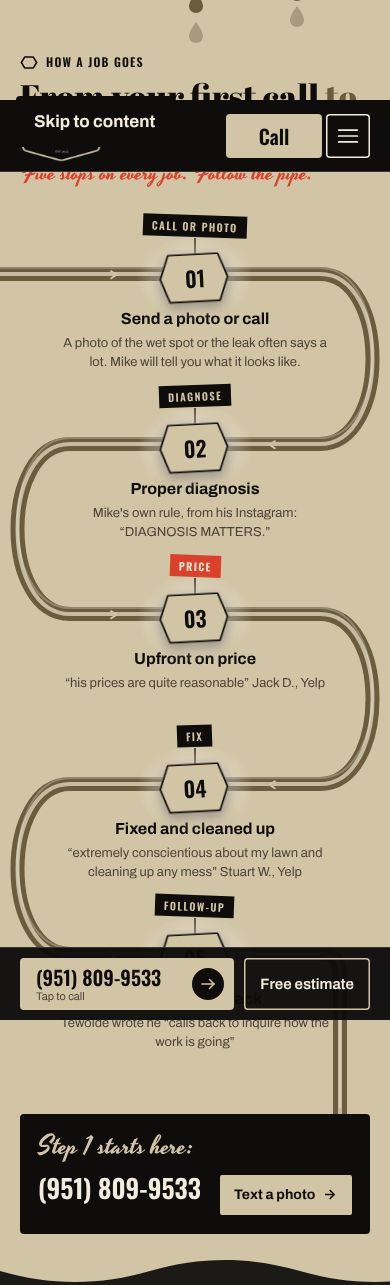 HOW A JOB GOES
From your first call to
Skip to content
Call
Five stops on every job. Follow the pipe.
CALL OR PHOTO
01
Send a photo or call
A photo of the wet spot or the leak often says a
lot. Mike will tell you what it looks like.
DIAGNOSE
02
Proper diagnosis
Mike's own rule, from his Instagram:
“DIAGNOSIS MATTERS.”
PRICE
03
Upfront on price
“his prices are quite reasonable” Jack D., Yelp
FIX
04
Fixed and cleaned up
“extremely conscientious about my lawn and
cleaning up any mess” Stuart W., Yelp
FOLLOW-UP
(951) 809-9533
Tap to call
Free estimate
Tewolde wrote he “calls back to inquire how the
work is going”
Step 1 starts here:
(951) 809-9533
Text a photo